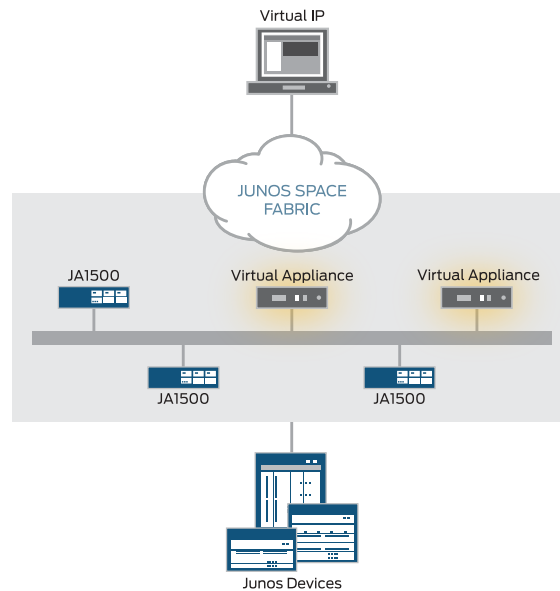 Virtual IP
JUNOS SPACE
FABRIC
JA1500
Virtual Appliance
Virtual Appliance
JA1500
JA1500
Junos Devices